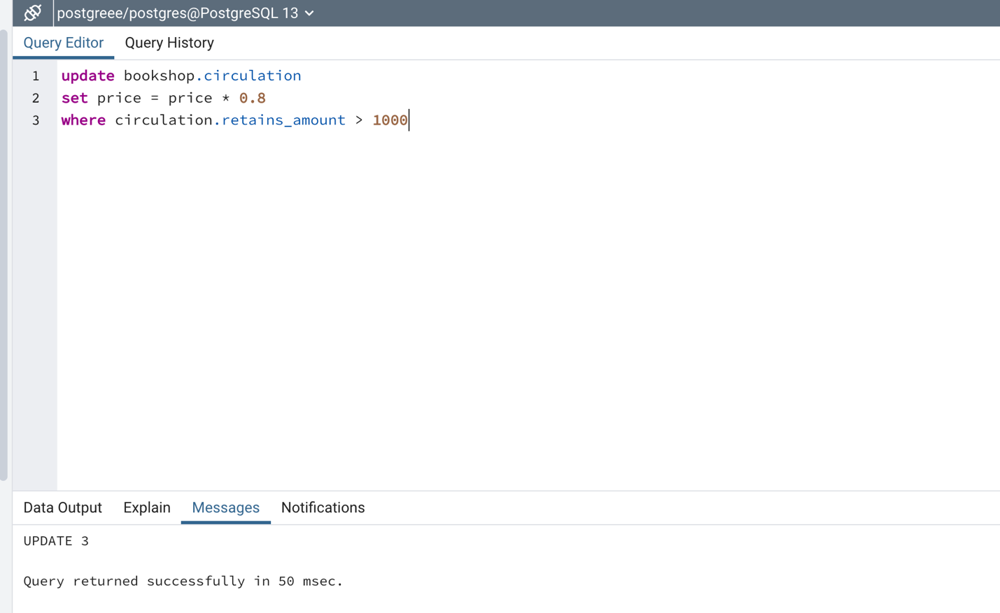 postgreee/postgres@PostgreSQL 13
Query Editor Query History
1 update bookshop.circulation
2 set price = price * 0.8
3 where circulation.retains_amount > 1000
Data Output Explain Messages Notifications
UPDATE 3
Query returned successfully in 50 msec.